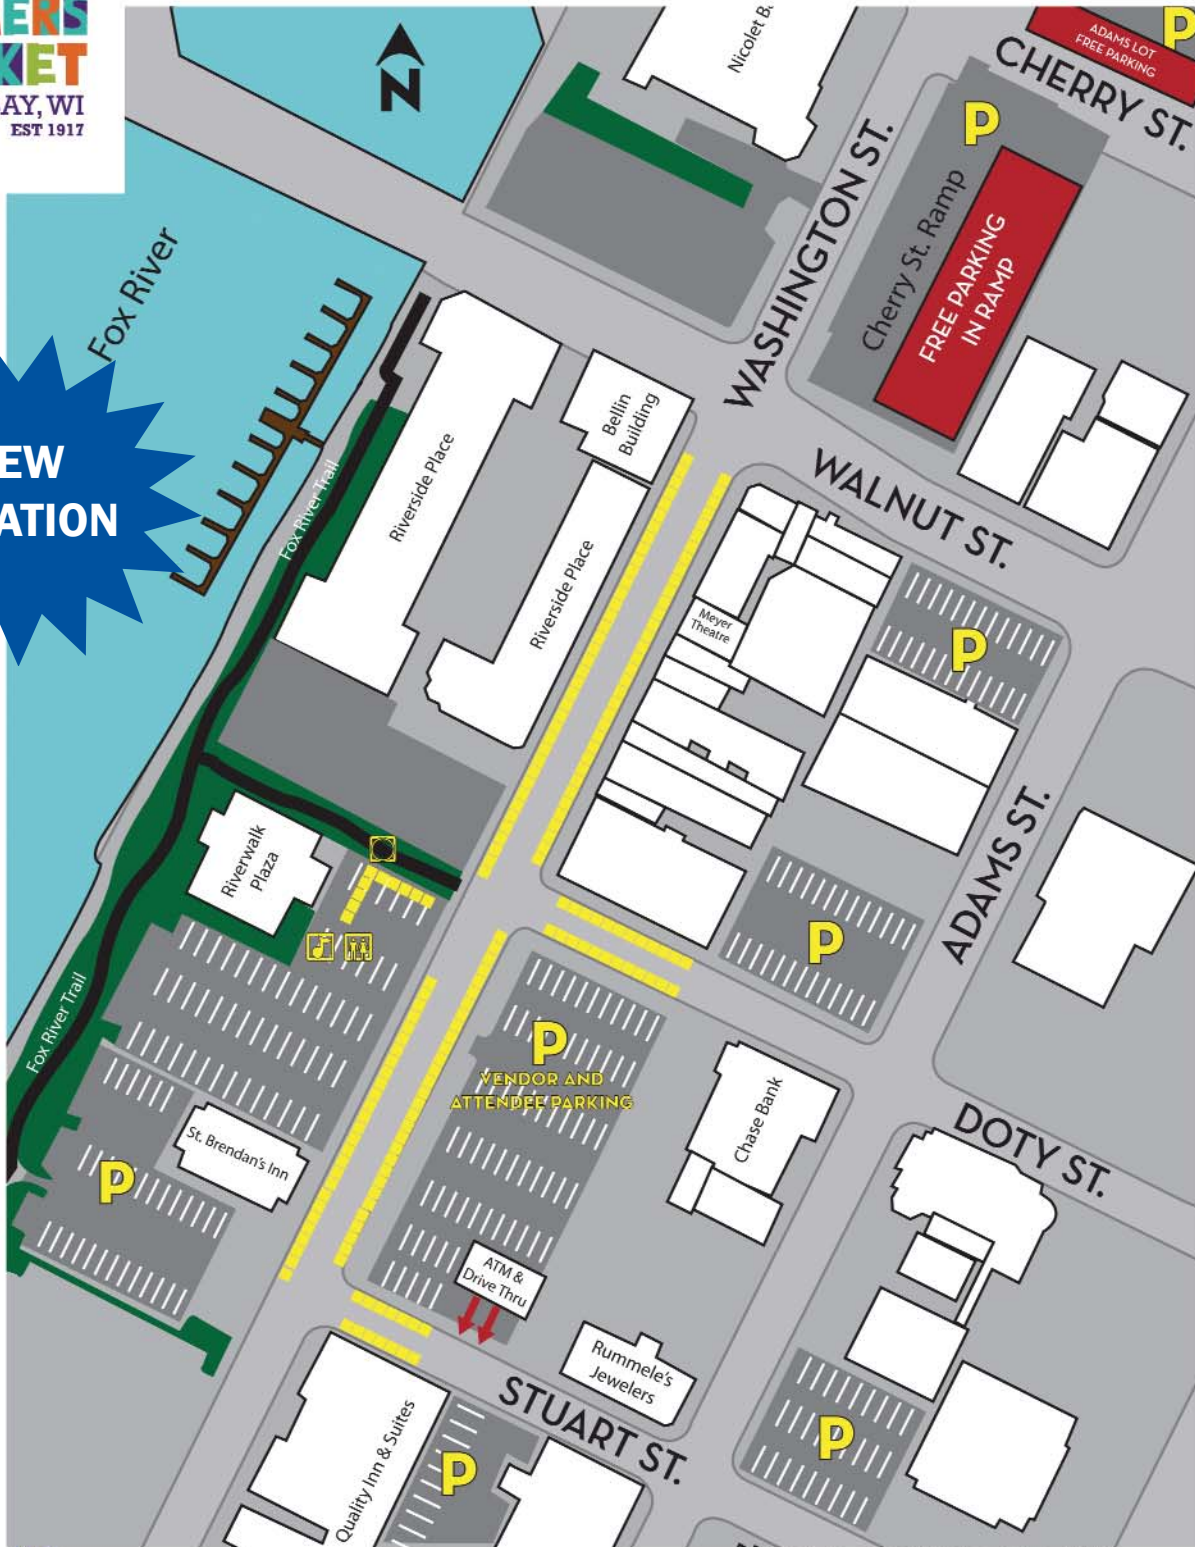 ERS
KET
AY, WI
EST 1917
N
Nicolet B
P
ADAMS LOT
FREE PARKING
CHERRY ST.
P
Cherry St. Ramp
FREE PARKING
IN RAMP
WASHINGTON ST.
Fox River
EW
ATION
Fox River Trail
Riverside Place
Bellin
Building
Riverside Place
WALNUT ST.
Meyer
Theatre
P
ADAMS ST.
Riverwalk
Plaza
P
Fox River Trail
P
VENDOR AND
ATTENDEE PARKING
Chase Bank
DOTY ST.
St. Brendan's Inn
P
ATM &
Drive Thru
Rummele's
Jewelers
STUART ST.
Quality Inn & Suites
P
P